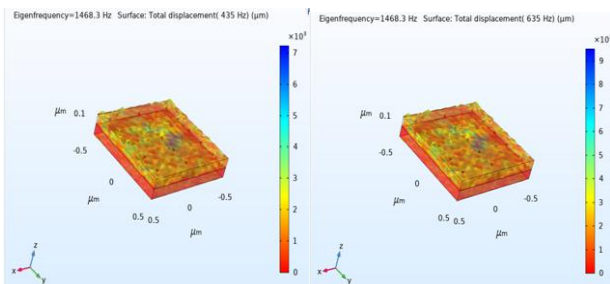 Eigenfrequency=1468.3 Hz Surface: Total displacement( 435 Hz) (μm)
×10³
7
6
5
4
3
2
1
0
μm 0.1
-0.5
0
μm
0.5 0.5
0
-0.5
μm
z
x
y
Eigenfrequency=1468.3 Hz Surface: Total displacement( 635 Hz) (μm)
9
8
7
6
5
4
3
2
1
0
μm 0.1
-0.5
0
μm
0.5 0.5
0
-0.5
μm
z
x
y